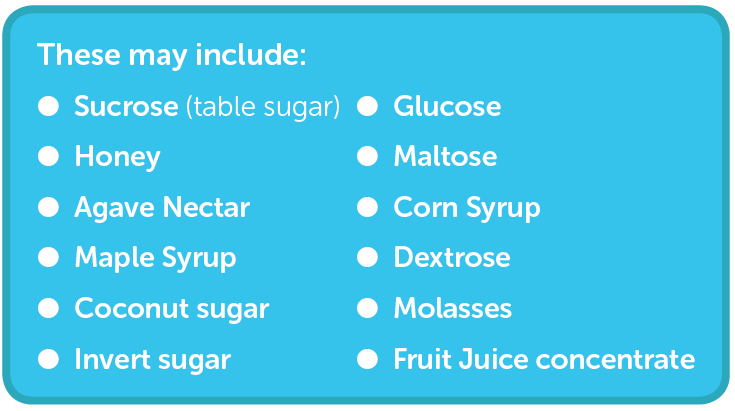 These may include:
Sucrose (table sugar)
Honey
Agave Nectar
Maple Syrup
Coconut sugar
Invert sugar
Glucose
Maltose
Corn Syrup
Dextrose
Molasses
Fruit Juice concentrate